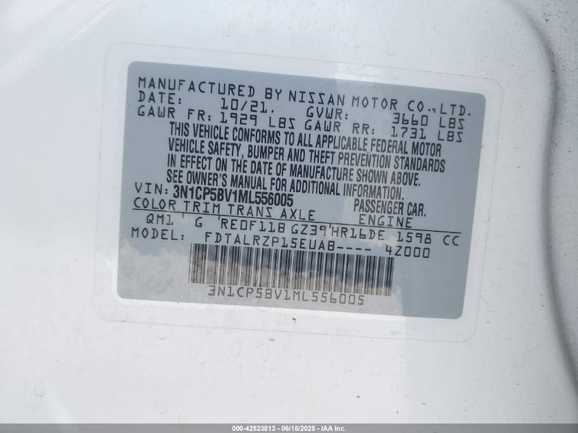 MANUFACTURED BY NISSAN MOTOR CO.,LTD.
DATE: 10/21. GVWR: 3660 LBS
GAWR FR: 1929 LBS GAWR RR: 1731 LBS
THIS VEHICLE CONFORMS TO ALL APPLICABLE FEDERAL MOTOR
VEHICLE SAFETY, BUMPER AND THEFT PREVENTION STANDARDS
IN EFFECT ON THE DATE OF MANUFACTURE SHOWN ABOVE.
SEE OWNER'S MANUAL FOR ADDITIONAL INFORMATION.
VIN: 3N1CP5BV1ML556005 PASSENGER CAR.
COLOR TRIM TRANS AXLE ENGINE
QM1 G RE0F11B GZ39 HR16DE 1598 CC
MODEL: FDTALRZP15EUAB---- 42000
3N1CP5BV1ML556005
000-42523012 - 06/18/2025 - IAA Inc.